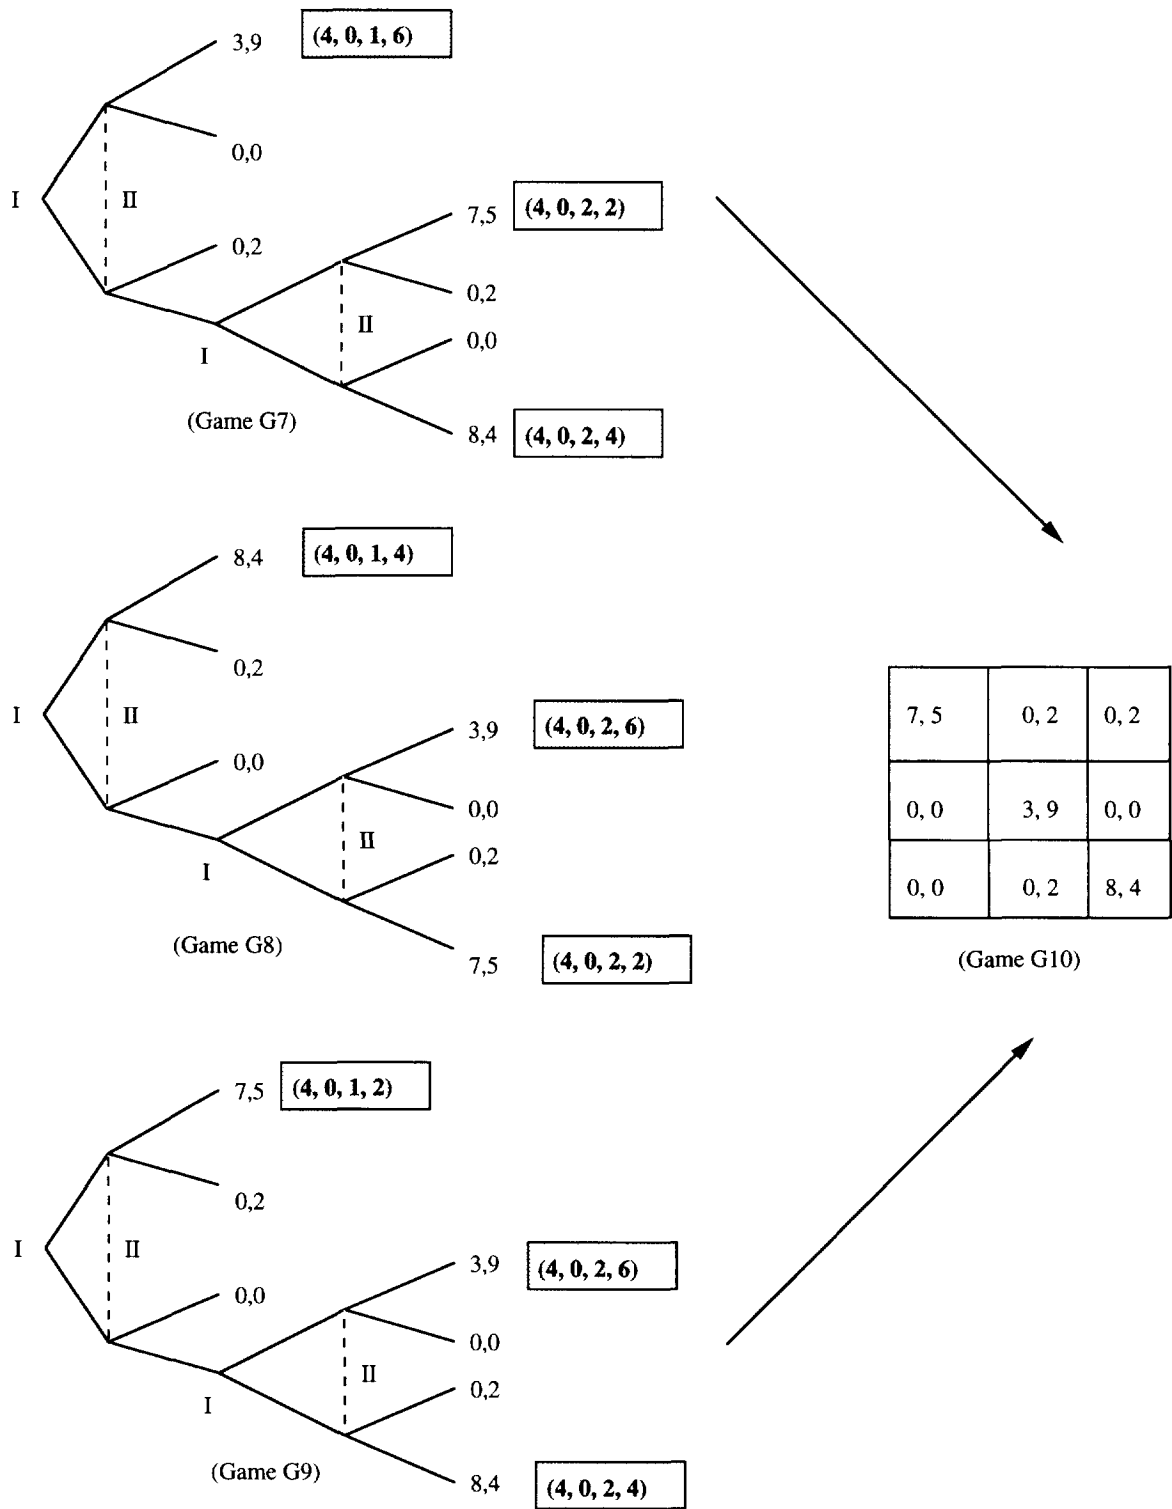 3,9 (4, 0, 1, 6)
0,0
I II
7,5 (4, 0, 2, 2)
0,2
0,2
II
0,0
I
(Game G7)
8,4 (4, 0, 2, 4)
8,4 (4, 0, 1, 4)
0,2
I II
3,9 (4, 0, 2, 6)
0,0
0,0
II
0,2
I
(Game G8)
7,5 (4, 0, 2, 2)
7,5 (4, 0, 1, 2)
0,2
I II
3,9 (4, 0, 2, 6)
0,0
0,0
II
0,2
I
(Game G9)
8,4 (4, 0, 2, 4)
7, 5 0, 2 0, 2
0, 0 3, 9 0, 0
0, 0 0, 2 8, 4
(Game G10)